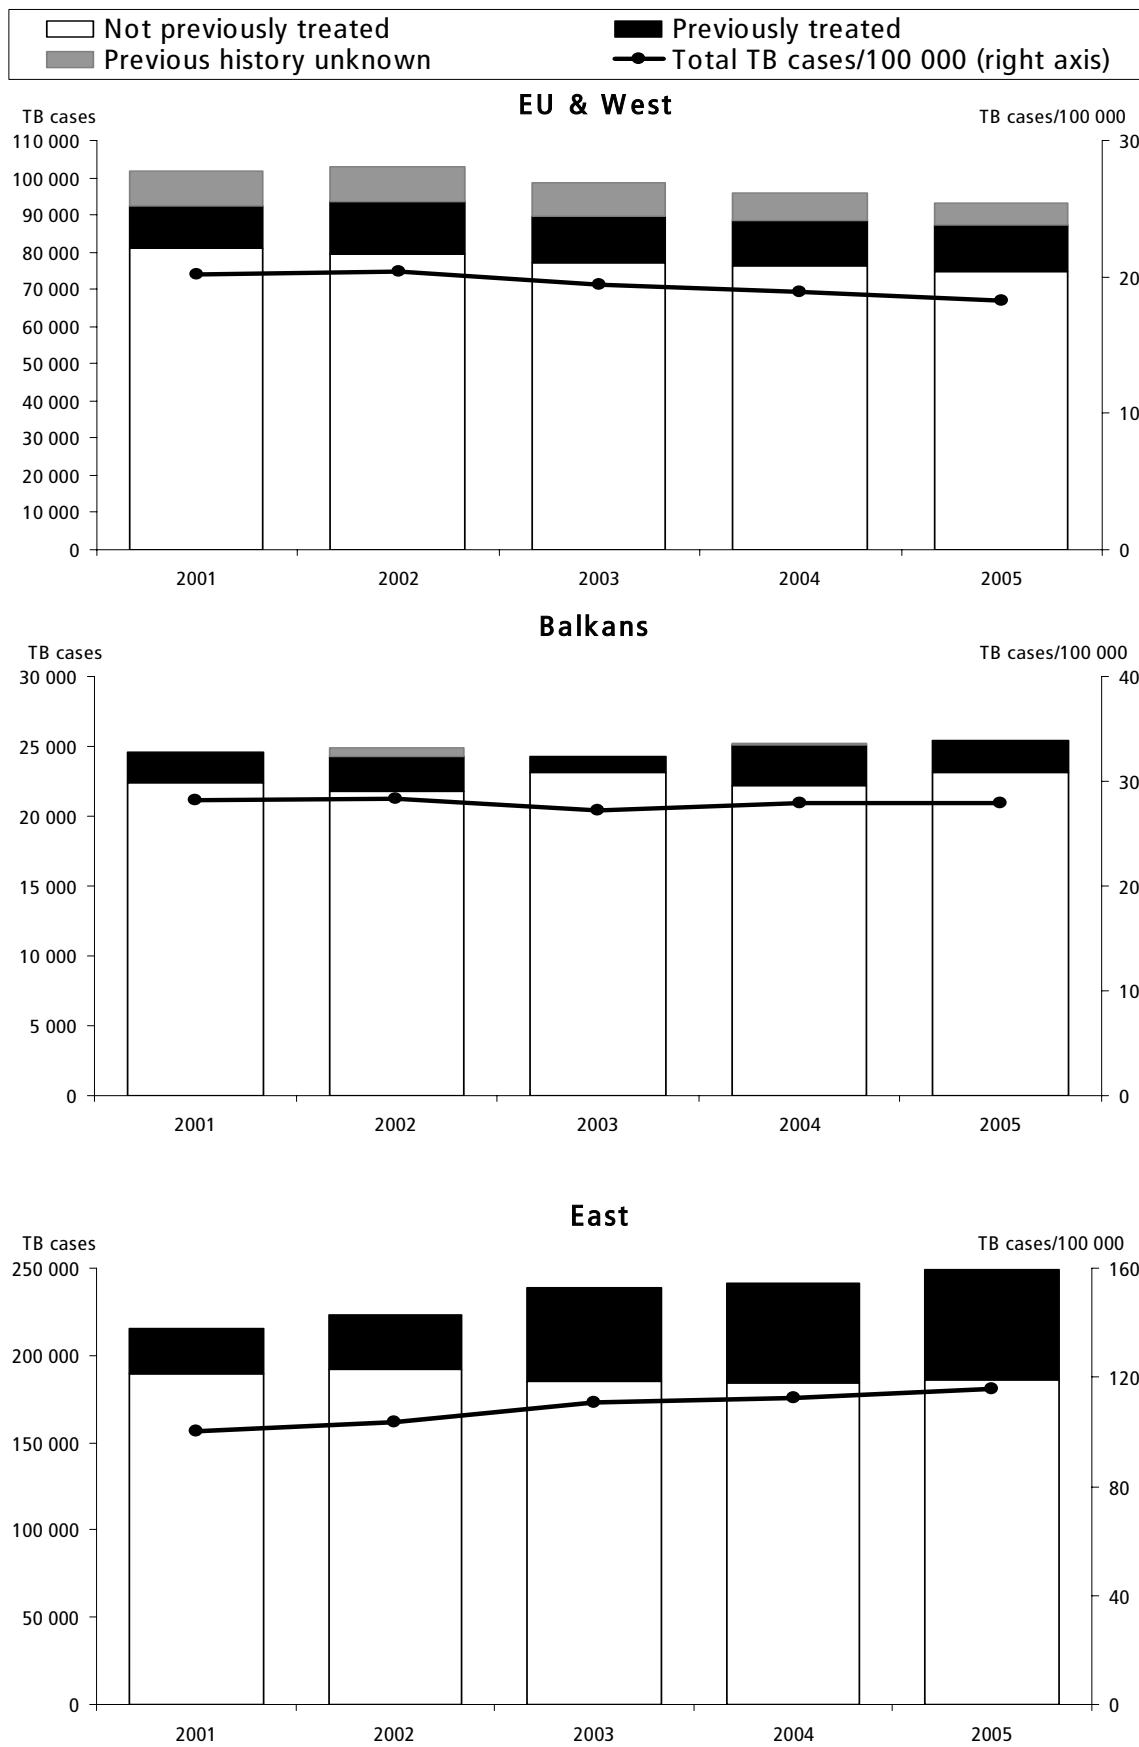 Not previously treated Previously treated
Previous history unknown Total TB cases/100 000 (right axis)
EU & West
TB cases TB cases/100 000
110 000 30
100 000
90 000
80 000
20
70 000
60 000
50 000
40 000
10
30 000
20 000
10 000
0 0
2001 2002 2003 2004 2005
Balkans
TB cases TB cases/100 000
30 000 40
25 000
30
20 000
15 000 20
10 000
10
5 000
0 0
2001 2002 2003 2004 2005
East
TB cases TB cases/100 000
250 000 160
200 000
120
150 000
80
100 000
40
50 000
0 0
2001 2002 2003 2004 2005